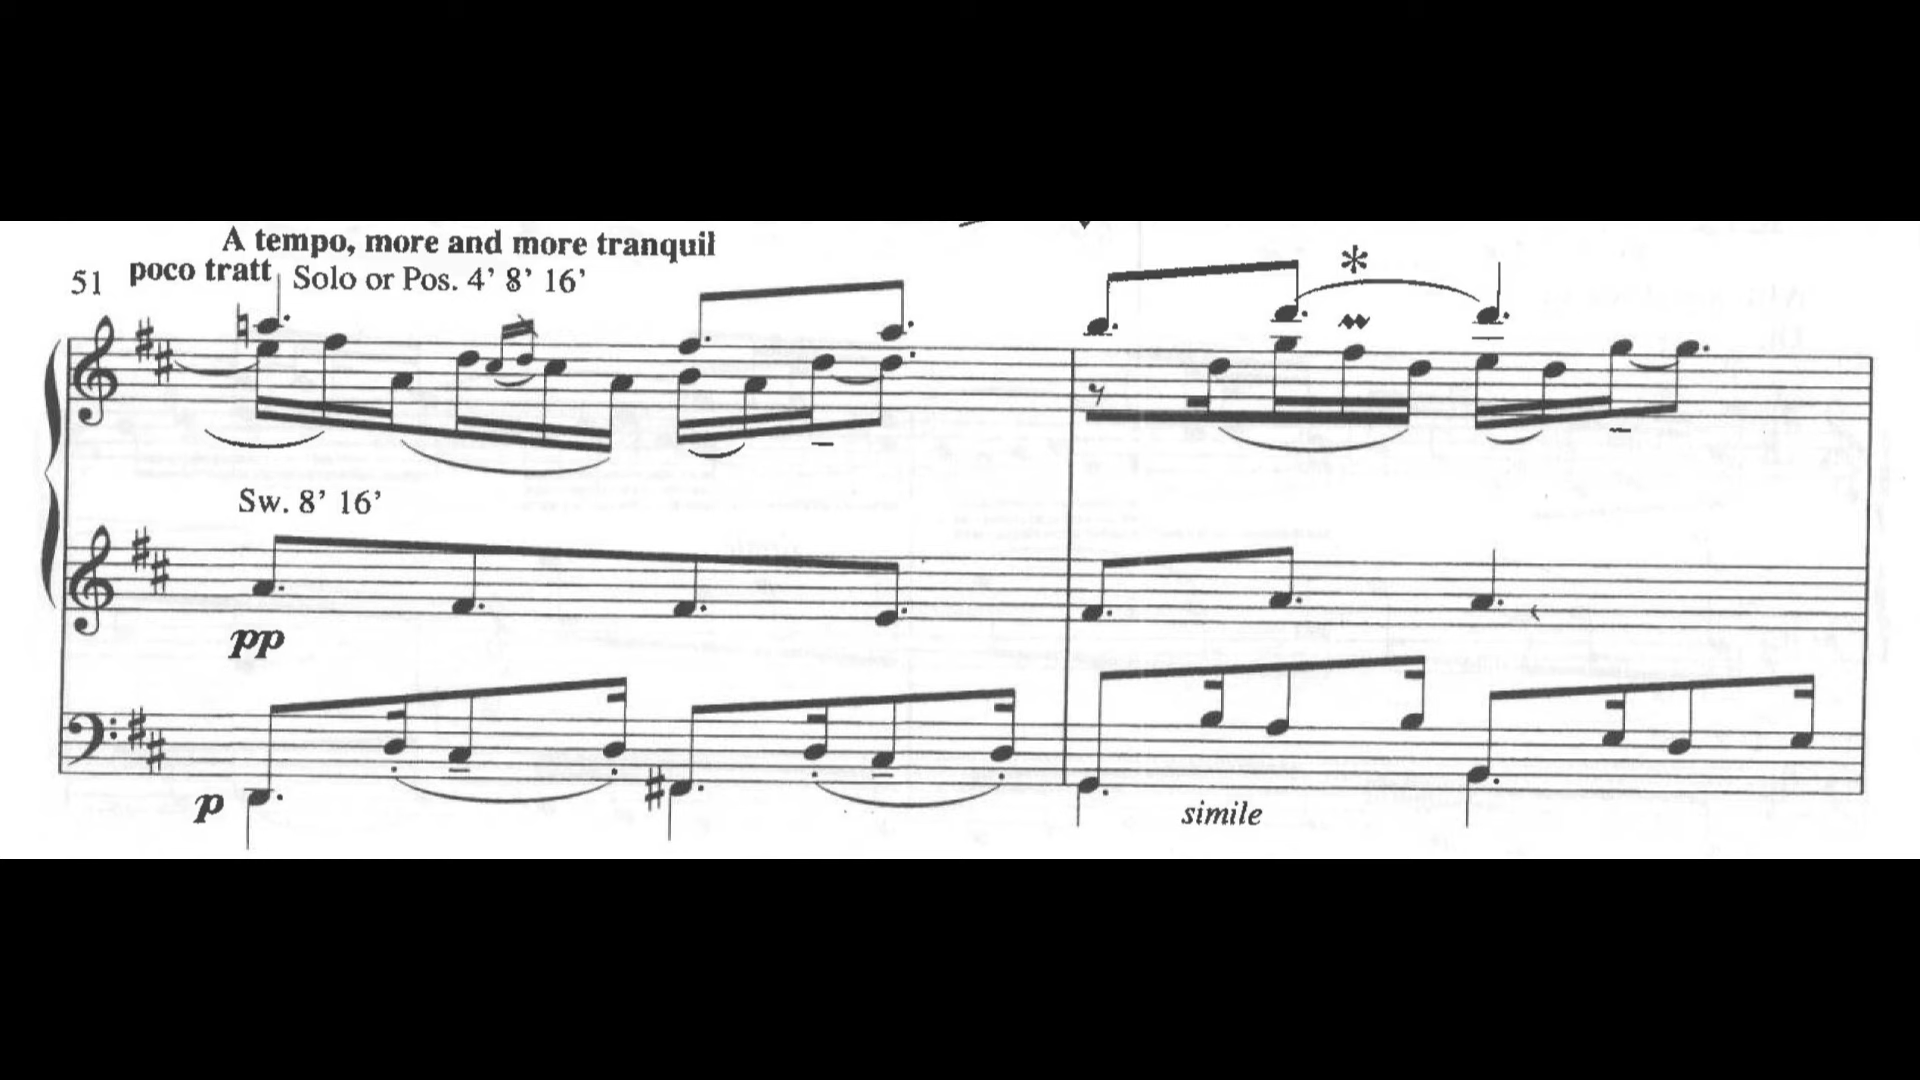 A tempo, more and more tranquil
51 poco tratt Solo or Pos. 4’ 8’ 16’
*
Sw. 8’ 16’
pp
p
simile